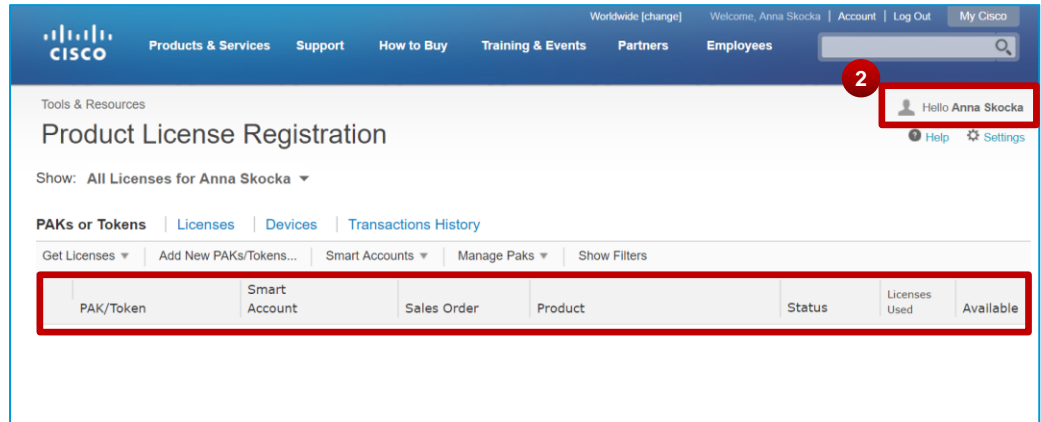 Worldwide [change] Welcome, Anna Skocka | Account | Log Out My Cisco
CISCO Products & Services Support How to Buy Training & Events Partners Employees
2
Tools & Resources
Hello Anna Skocka
Product License Registration
Help Settings
Show: All Licenses for Anna Skocka
PAKs or Tokens | Licenses | Devices | Transactions History
Get Licenses Add New PAKs/Tokens... Smart Accounts Manage Paks Show Filters
PAK/Token Smart Account Sales Order Product Status Licenses Used Available